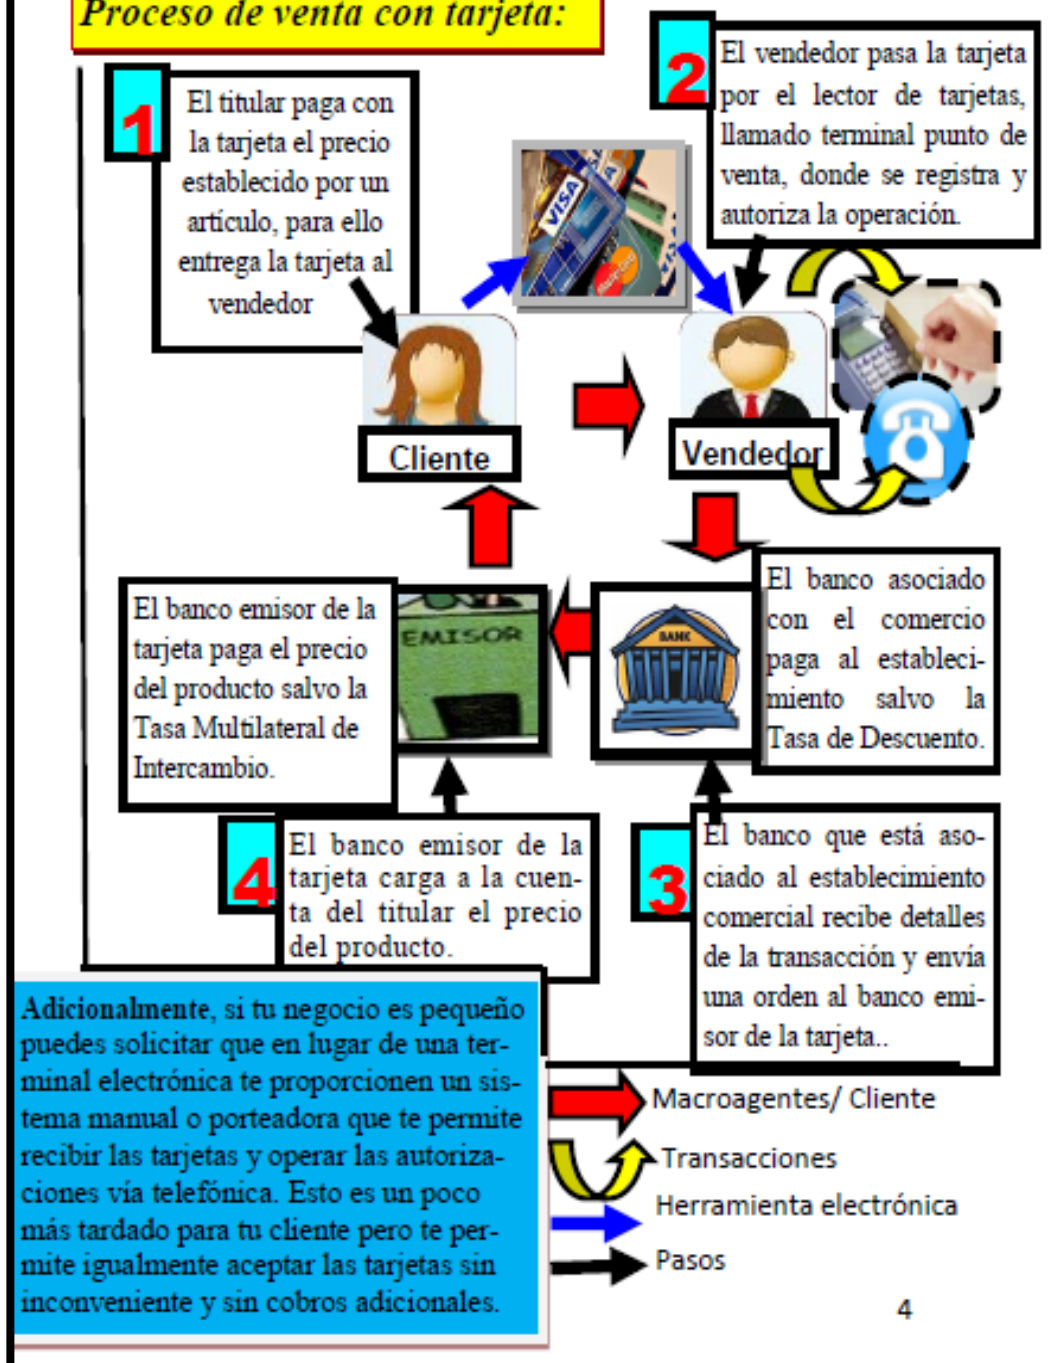 Proceso de venta con tarjeta:
1
El titular paga con
la tarjeta el precio
establecido por un
artículo, para ello
entrega la tarjeta al
vendedor
2
El vendedor pasa la tarjeta
por el lector de tarjetas,
llamado terminal punto de
venta, donde se registra y
autoriza la operación.
VISA
VISA
MasterCard
Cliente
Vendedor
El banco emisor de la
tarjeta paga el precio
del producto salvo la
Tasa Multilateral de
Intercambio.
EMISOR
BANK
El banco asociado
con el comercio
paga al estableci-
miento salvo la
Tasa de Descuento.
4
El banco emisor de la
tarjeta carga a la cuen-
ta del titular el precio
del producto.
3
El banco que está aso-
ciado al establecimiento
comercial recibe detalles
de la transacción y envía
una orden al banco emi-
sor de la tarjeta..
Adicionalmente, si tu negocio es pequeño
puedes solicitar que en lugar de una ter-
minal electrónica te proporcionen un sis-
tema manual o porteadora que te permite
recibir las tarjetas y operar las autoriza-
ciones vía telefónica. Esto es un poco
más tardado para tu cliente pero te per-
mite igualmente aceptar las tarjetas sin
inconveniente y sin cobros adicionales.
Macroagentes/ Cliente
Transacciones
Herramienta electrónica
Pasos
4